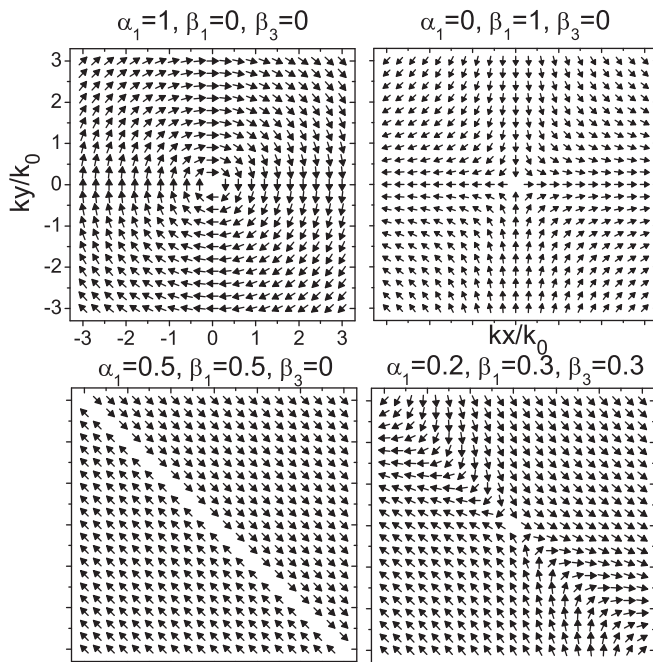 α₁=1, β₁=0, β₃=0
α₁=0, β₁=1, β₃=0
ky/k₀
3
2
1
0
-1
-2
-3
-3 -2 -1 0 1 2 3
kx/k₀
α₁=0.5, β₁=0.5, β₃=0
α₁=0.2, β₁=0.3, β₃=0.3